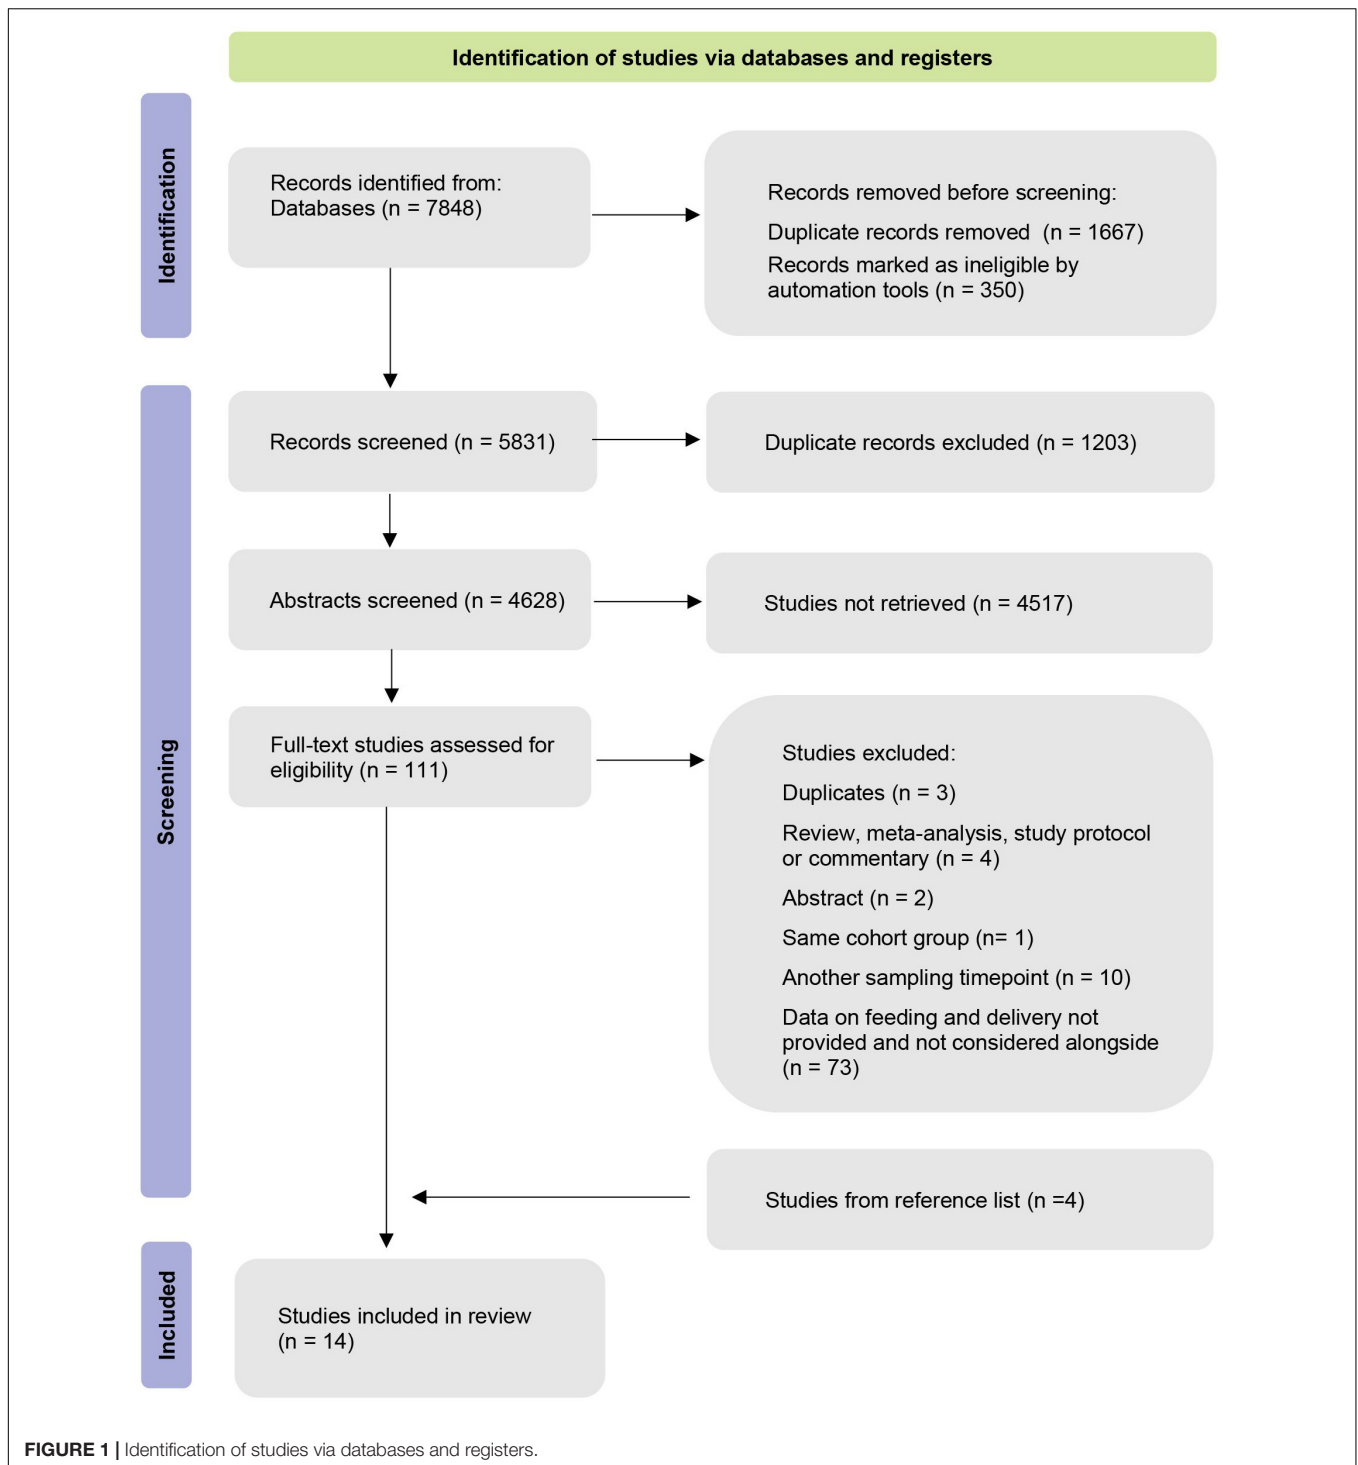 Identification of studies via databases and registers
Identification
Records identified from:
Databases (n = 7848)
Records removed before screening:
Duplicate records removed (n = 1667)
Records marked as ineligible by
automation tools (n = 350)
Screening
Records screened (n = 5831)
Duplicate records excluded (n = 1203)
Abstracts screened (n = 4628)
Studies not retrieved (n = 4517)
Full-text studies assessed for
eligibility (n = 111)
Studies excluded:
Duplicates (n = 3)
Review, meta-analysis, study protocol
or commentary (n = 4)
Abstract (n = 2)
Same cohort group (n= 1)
Another sampling timepoint (n = 10)
Data on feeding and delivery not
provided and not considered alongside
(n = 73)
Studies from reference list (n =4)
Included
Studies included in review
(n = 14)
FIGURE 1 | Identification of studies via databases and registers.